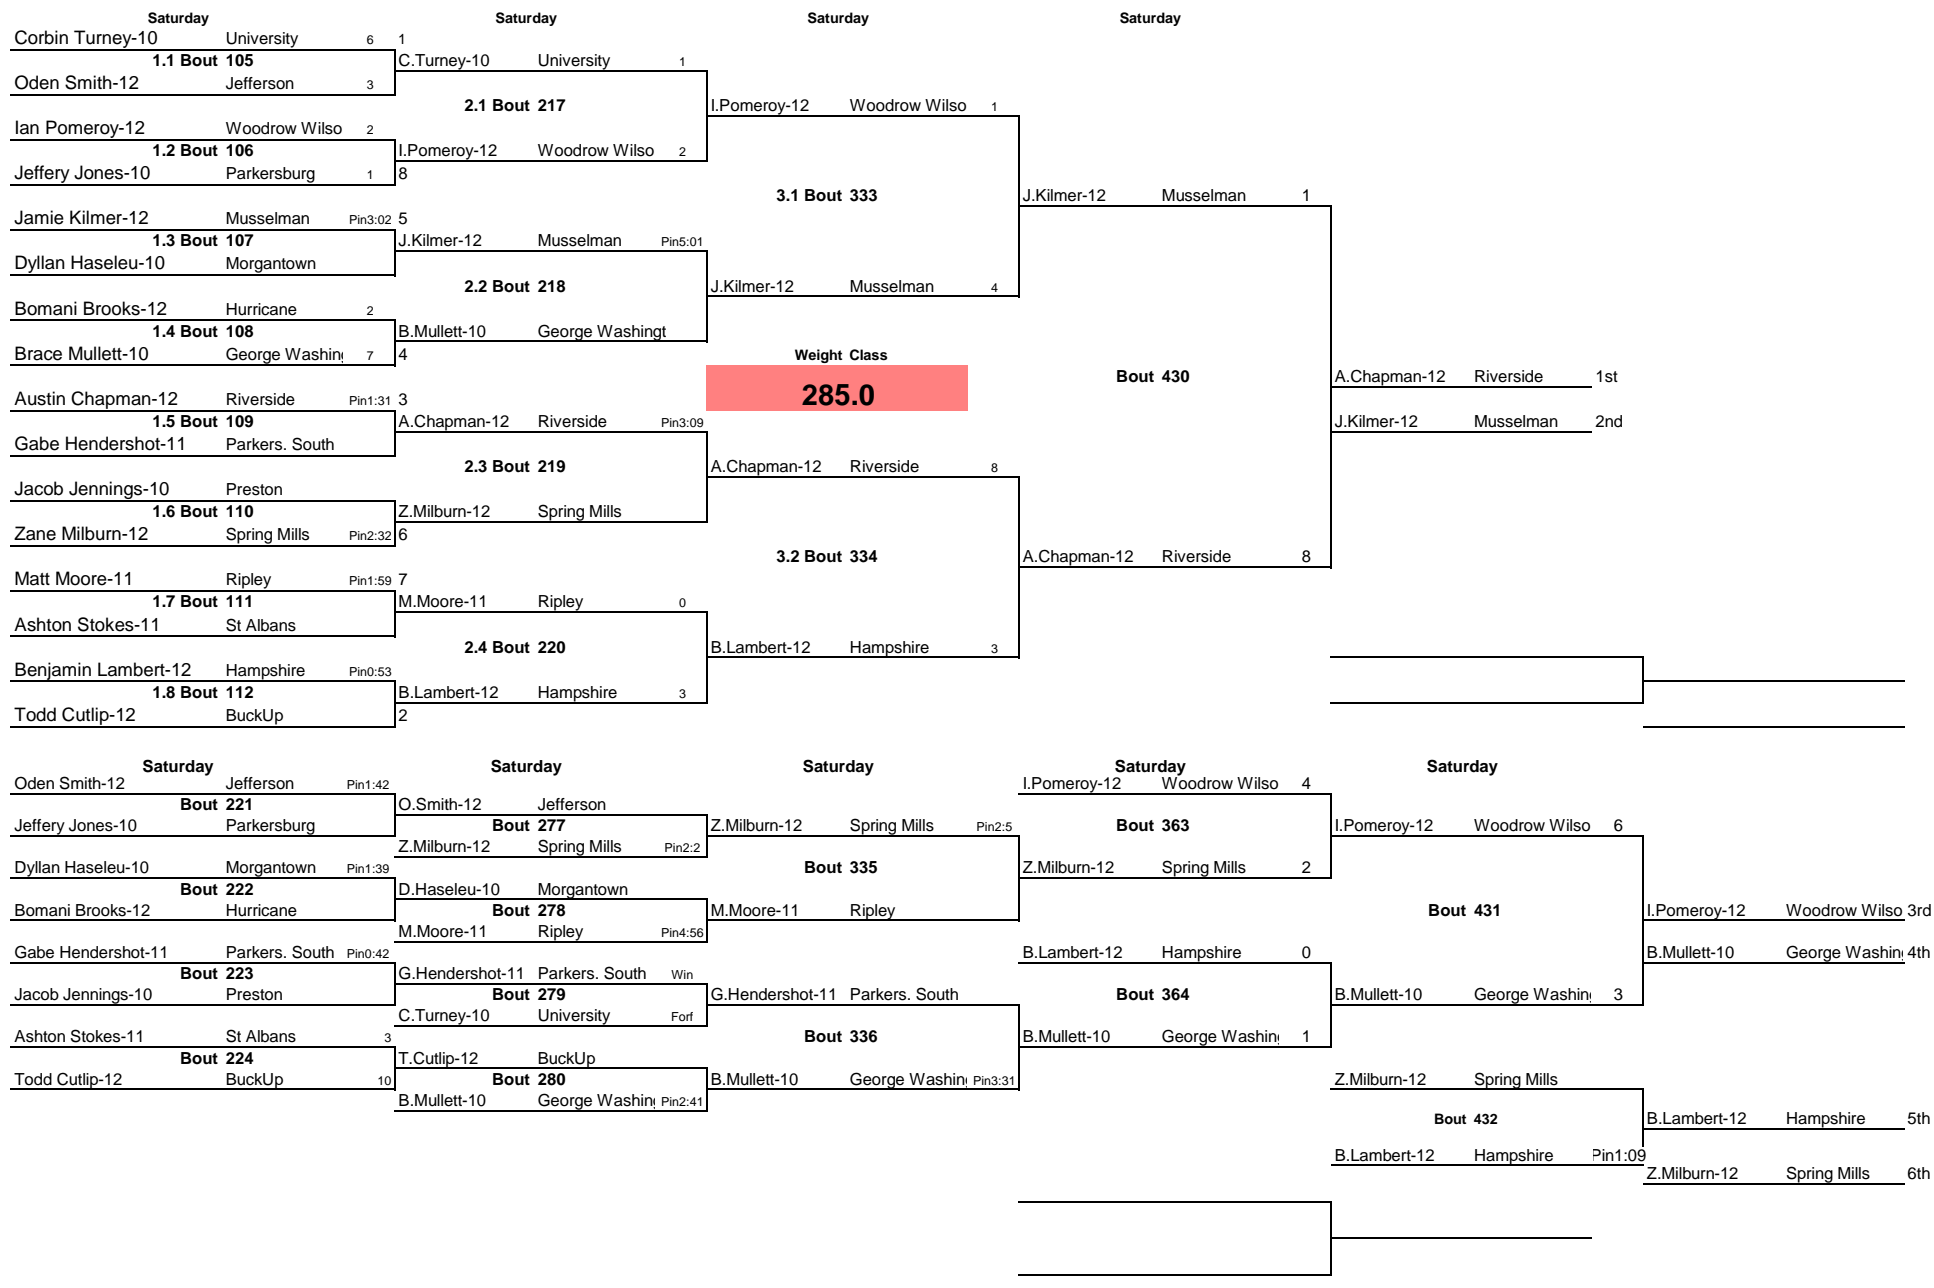 Saturday Saturday Saturday Saturday
Corbin Turney-10 University 6 1
1.1 Bout 105 C.Turney-10 University 1
Oden Smith-12 Jefferson 3
2.1 Bout 217 I.Pomeroy-12 Woodrow Wilso 1
Ian Pomeroy-12 Woodrow Wilso 2
1.2 Bout 106 I.Pomeroy-12 Woodrow Wilso 2
Jeffery Jones-10 Parkersburg 1 8
3.1 Bout 333 J.Kilmer-12 Musselman 1
Jamie Kilmer-12 Musselman Pin3:02 5
1.3 Bout 107 J.Kilmer-12 Musselman Pin5:01
Dyllan Haseleu-10 Morgantown
2.2 Bout 218 J.Kilmer-12 Musselman 4
Bomani Brooks-12 Hurricane 2
1.4 Bout 108 B.Mullett-10 George Washingt
Brace Mullett-10 George Washin 7 4 Weight Class
Bout 430 A.Chapman-12 Riverside 1st
Austin Chapman-12 Riverside Pin1:31 3 285.0
1.5 Bout 109 A.Chapman-12 Riverside Pin3:09 J.Kilmer-12 Musselman 2nd
Gabe Hendershot-11 Parkers. South
2.3 Bout 219 A.Chapman-12 Riverside 8
Jacob Jennings-10 Preston
1.6 Bout 110 Z.Milburn-12 Spring Mills
Zane Milburn-12 Spring Mills Pin2:32 6
3.2 Bout 334 A.Chapman-12 Riverside 8
Matt Moore-11 Ripley Pin1:59 7
1.7 Bout 111 M.Moore-11 Ripley 0
Ashton Stokes-11 St Albans
2.4 Bout 220 B.Lambert-12 Hampshire 3
Benjamin Lambert-12 Hampshire Pin0:53
1.8 Bout 112 B.Lambert-12 Hampshire 3
Todd Cutlip-12 BuckUp 2
Saturday Saturday Saturday Saturday Saturday
Oden Smith-12 Jefferson Pin1:42 I.Pomeroy-12 Woodrow Wilso 4
Bout 221 O.Smith-12 Jefferson
Jeffery Jones-10 Parkersburg Bout 277 Z.Milburn-12 Spring Mills Pin2:5 Bout 363 I.Pomeroy-12 Woodrow Wilso 6
Z.Milburn-12 Spring Mills Pin2:2
Dyllan Haseleu-10 Morgantown Pin1:39 Bout 335 Z.Milburn-12 Spring Mills 2
Bout 222 D.Haseleu-10 Morgantown
Bomani Brooks-12 Hurricane Bout 278 M.Moore-11 Ripley Bout 431 I.Pomeroy-12 Woodrow Wilso 3rd
M.Moore-11 Ripley Pin4:56
Gabe Hendershot-11 Parkers. South Pin0:42 B.Lambert-12 Hampshire 0 B.Mullett-10 George Washin 4th
Bout 223 G.Hendershot-11 Parkers. South Win
Jacob Jennings-10 Preston Bout 279 G.Hendershot-11 Parkers. South Bout 364 B.Mullett-10 George Washin 3
C.Turney-10 University Forf
Ashton Stokes-11 St Albans 3 Bout 336 B.Mullett-10 George Washin 1
Bout 224 T.Cutlip-12 BuckUp
Todd Cutlip-12 BuckUp 10 Bout 280 B.Mullett-10 George Washin Pin3:31 Z.Milburn-12 Spring Mills
B.Mullett-10 George Washin Pin2:41
Bout 432 B.Lambert-12 Hampshire 5th
B.Lambert-12 Hampshire Pin1:09
Z.Milburn-12 Spring Mills 6th